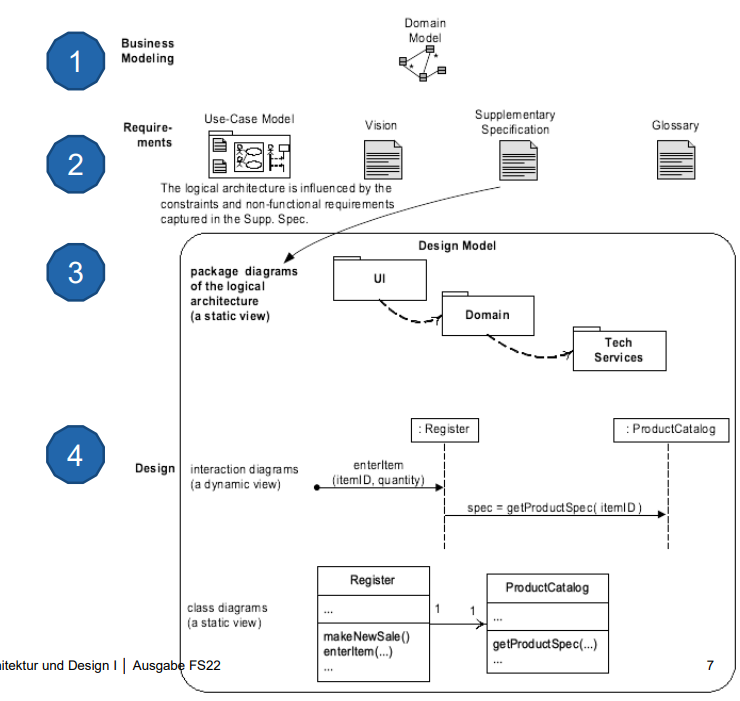 1
Business
Modeling
Domain
Model
*
*
2
Require-
ments
Use-Case Model
Vision
Supplementary
Specification
Glossary
The logical architecture is influenced by the
constraints and non-functional requirements
captured in the Supp. Spec.
3
Design Model
package diagrams
of the logical
architecture
(a static view)
UI
Domain
Tech
Services
4
Design
interaction diagrams
(a dynamic view)
: Register
: ProductCatalog
enterItem
(itemID, quantity)
spec = getProductSpec( itemID )
class diagrams
(a static view)
Register
...
makeNewSale()
enterItem(...)
...
1
1
ProductCatalog
...
getProductSpec(...)
...
itektur und Design I | Ausgabe FS22
7